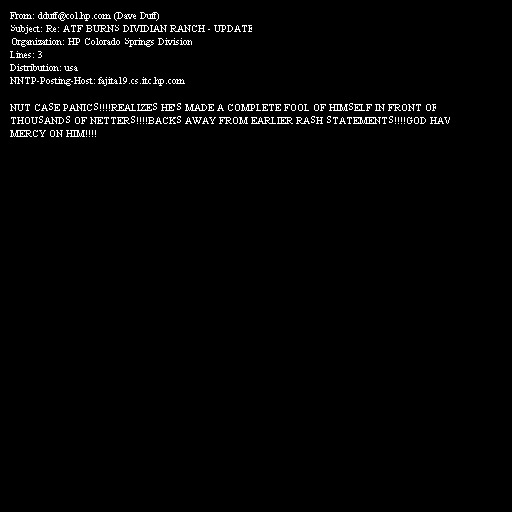 From: dduff@col.hp.com (Dave Duff)
Subject: Re: ATF BURNS DIVIDIAN RANCH - UPDATE
Organization: HP Colorado Springs Division
Lines: 3
Distribution: usa
NNTP-Posting-Host: fajita19.cs.itc.hp.com

NUT CASE PANICS!!!!REALIZES HE'S MADE A COMPLETE FOOL OF HIMSELF IN FRONT OF
THOUSANDS OF NETTERS!!!!BACKS AWAY FROM EARLIER RASH STATEMENTS!!!!GOD HAV
MERCY ON HIM!!!!